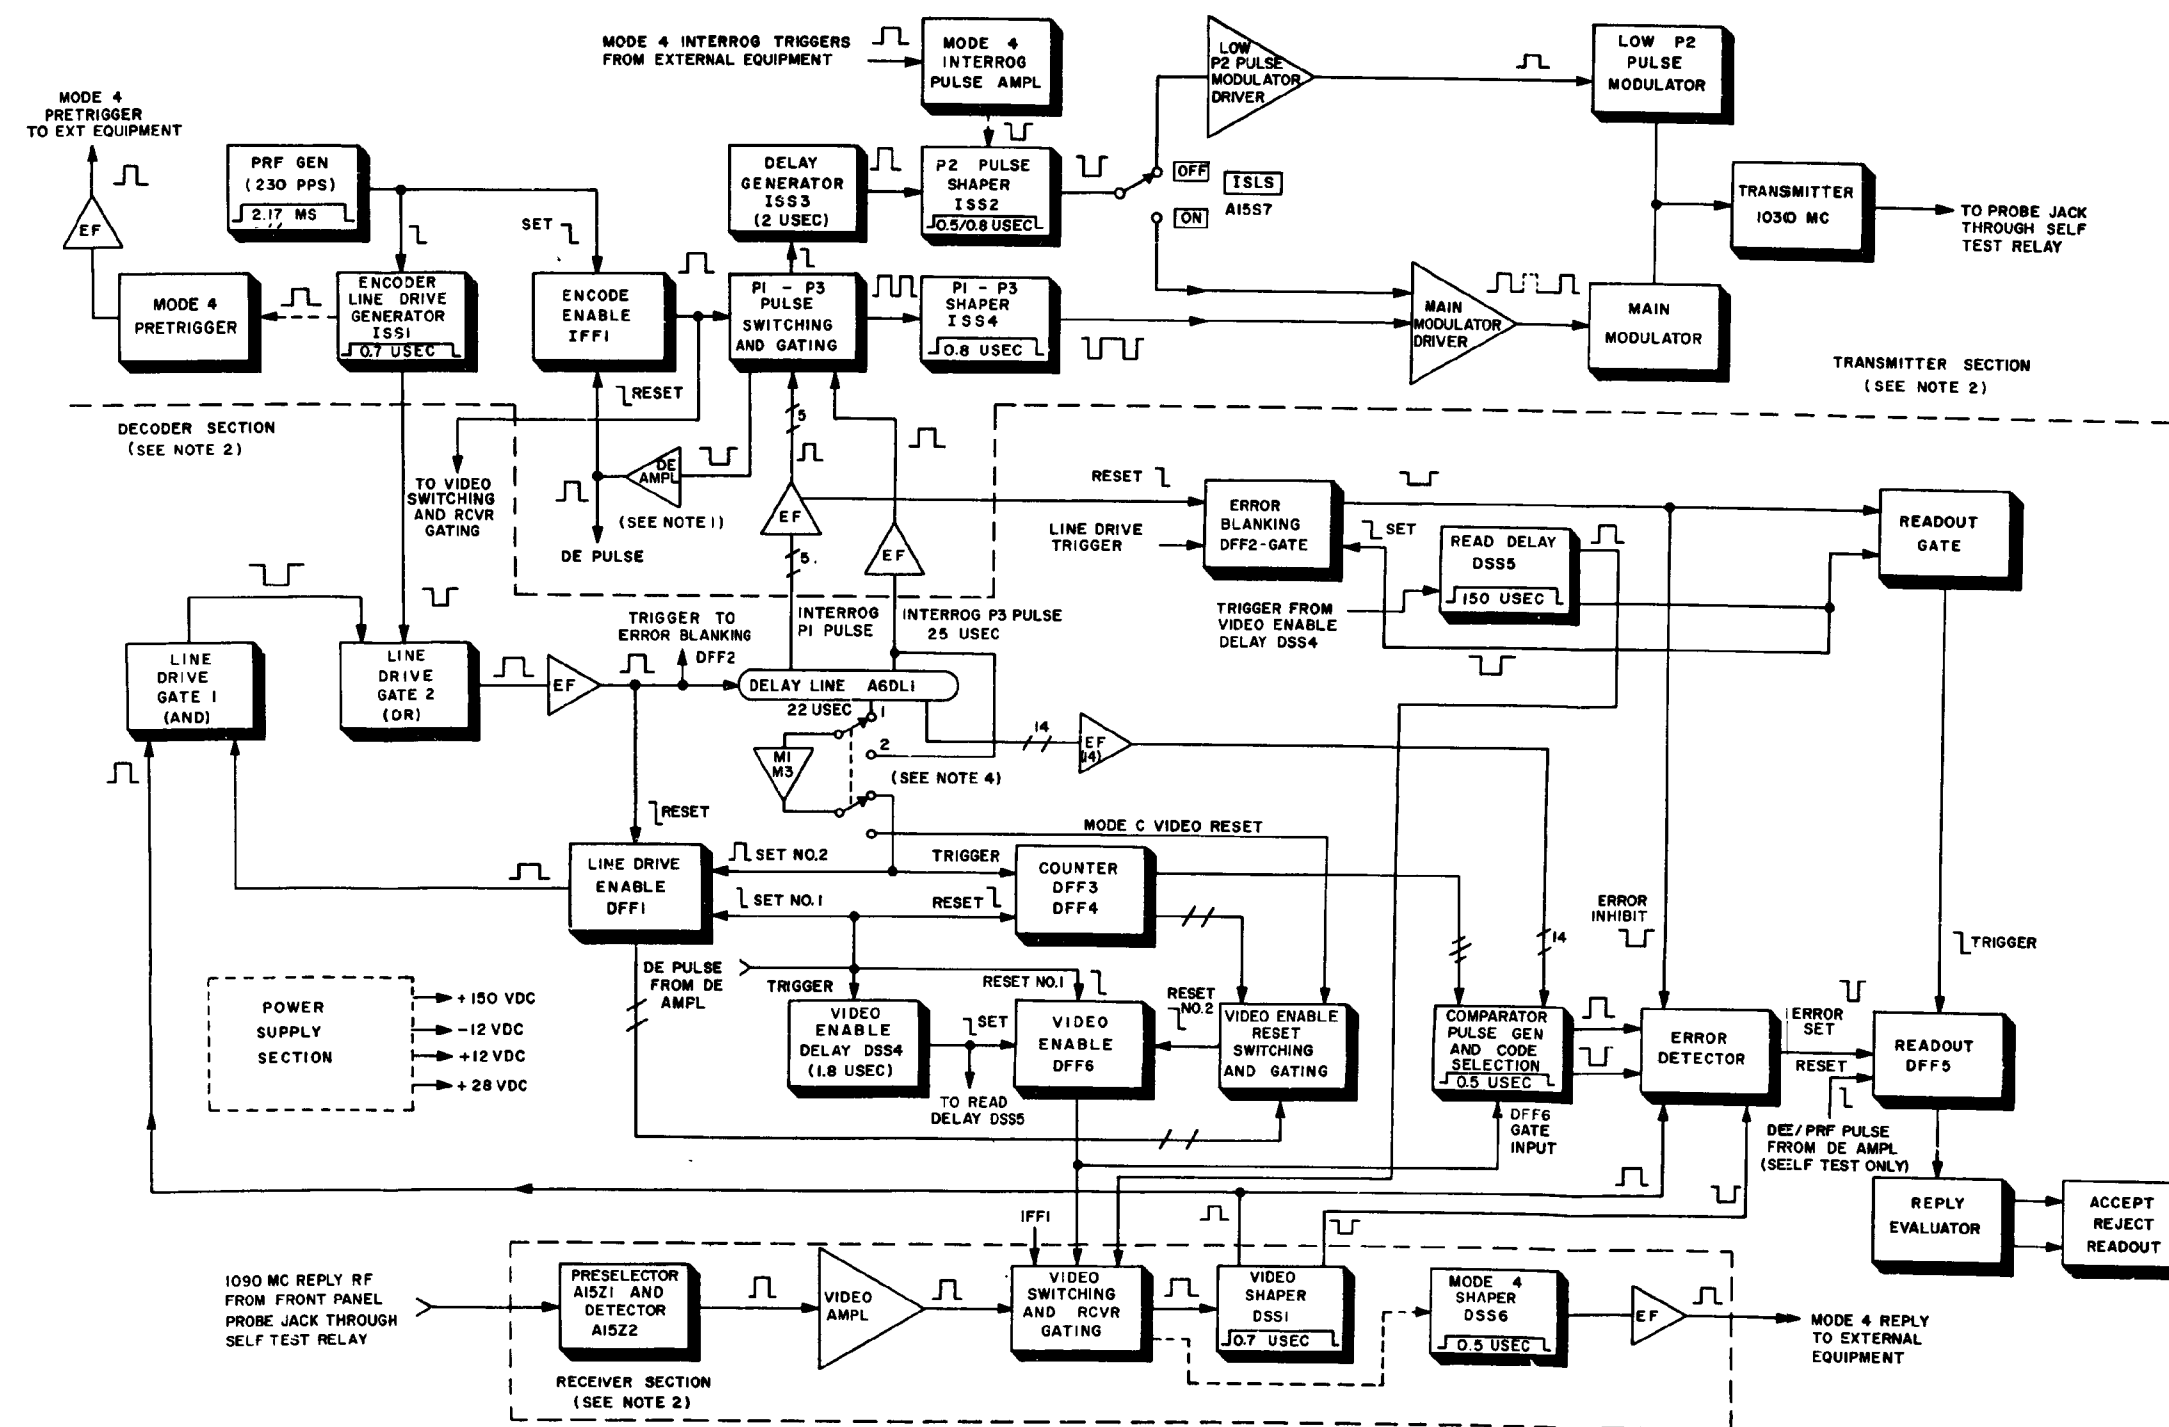 MODE 4 INTERROG TRIGGERS
FROM EXTERNAL EQUIPMENT
MODE 4
INTERROG
PULSE AMPL
LOW
P2 PULSE
MODULATOR
DRIVER
LOW P2
PULSE
MODULATOR
MODE 4
PRETRIGGER
TO EXT EQUIPMENT
EF
PRF GEN
(230 PPS)
2.17 MS
SET
DELAY
GENERATOR
ISS3
(2 USEC)
P2 PULSE
SHAPER
ISS2
0.5/0.8 USEC
OFF
ISLS
A15S7
ON
TRANSMITTER
1030 MC
TO PROBE JACK
THROUGH SELF
TEST RELAY
MODE 4
PRETRIGGER
ENCODER
LINE DRIVE
GENERATOR
ISS1
0.7 USEC
ENCODE
ENABLE
IFF1
P1 - P3
PULSE
SWITCHING
AND GATING
P1 - P3
SHAPER
ISS4
0.8 USEC
MAIN
MODULATOR
DRIVER
MAIN
MODULATOR
TRANSMITTER SECTION
(SEE NOTE 2)
RESET
5
DECODER SECTION
(SEE NOTE 2)
TO VIDEO
SWITCHING
AND RCVR
GATING
DE
AMPL
(SEE NOTE 1)
DE PULSE
EF
5.
EF
RESET
LINE DRIVE
TRIGGER
ERROR
BLANKING
DFF2-GATE
SET
READ DELAY
DSS5
150 USEC
READOUT
GATE
TRIGGER FROM
VIDEO ENABLE
DELAY DSS4
TRIGGER TO
ERROR BLANKING
DFF2
INTERROG
P1 PULSE
INTERROG P3 PULSE
25 USEC
LINE
DRIVE
GATE 1
(AND)
LINE
DRIVE
GATE 2
(OR)
EF
DELAY LINE A6DL1
22 USEC
1
2
M1
M3
(SEE NOTE 4)
14
EF
(14)
RESET
MODE C VIDEO RESET
LINE DRIVE
ENABLE
DFF1
SET NO.2
TRIGGER
SET NO.1
RESET
COUNTER
DFF3
DFF4
ERROR
INHIBIT
14
TRIGGER
DE PULSE
FROM DE
AMPL
TRIGGER
RESET NO.1
RESET
NO.2
POWER
SUPPLY
SECTION
+150 VDC
-12 VDC
+12 VDC
+28 VDC
VIDEO
ENABLE
DELAY DSS4
(1.8 USEC)
SET
TO READ
DELAY DSS5
VIDEO
ENABLE
DFF6
VIDEO ENABLE
RESET
SWITCHING
AND GATING
COMPARATOR
PULSE GEN
AND CODE
SELECTION
0.5 USEC
DFF6
GATE
INPUT
ERROR
DETECTOR
ERROR
SET
RESET
READOUT
DFF5
DEE/PRF PULSE
FROM DE AMPL
(SELF TEST ONLY)
REPLY
EVALUATOR
ACCEPT
REJECT
READOUT
IFF1
1090 MC REPLY RF
FROM FRONT PANEL
PROBE JACK THROUGH
SELF TEST RELAY
PRESELECTOR
A15Z1 AND
DETECTOR
A15Z2
VIDEO
AMPL
VIDEO
SWITCHING
AND RCVR
GATING
VIDEO
SHAPER
DSS1
0.7 USEC
MODE 4
SHAPER
DSS6
0.5 USEC
EF
MODE 4 REPLY
TO EXTERNAL
EQUIPMENT
RECEIVER SECTION
(SEE NOTE 2)